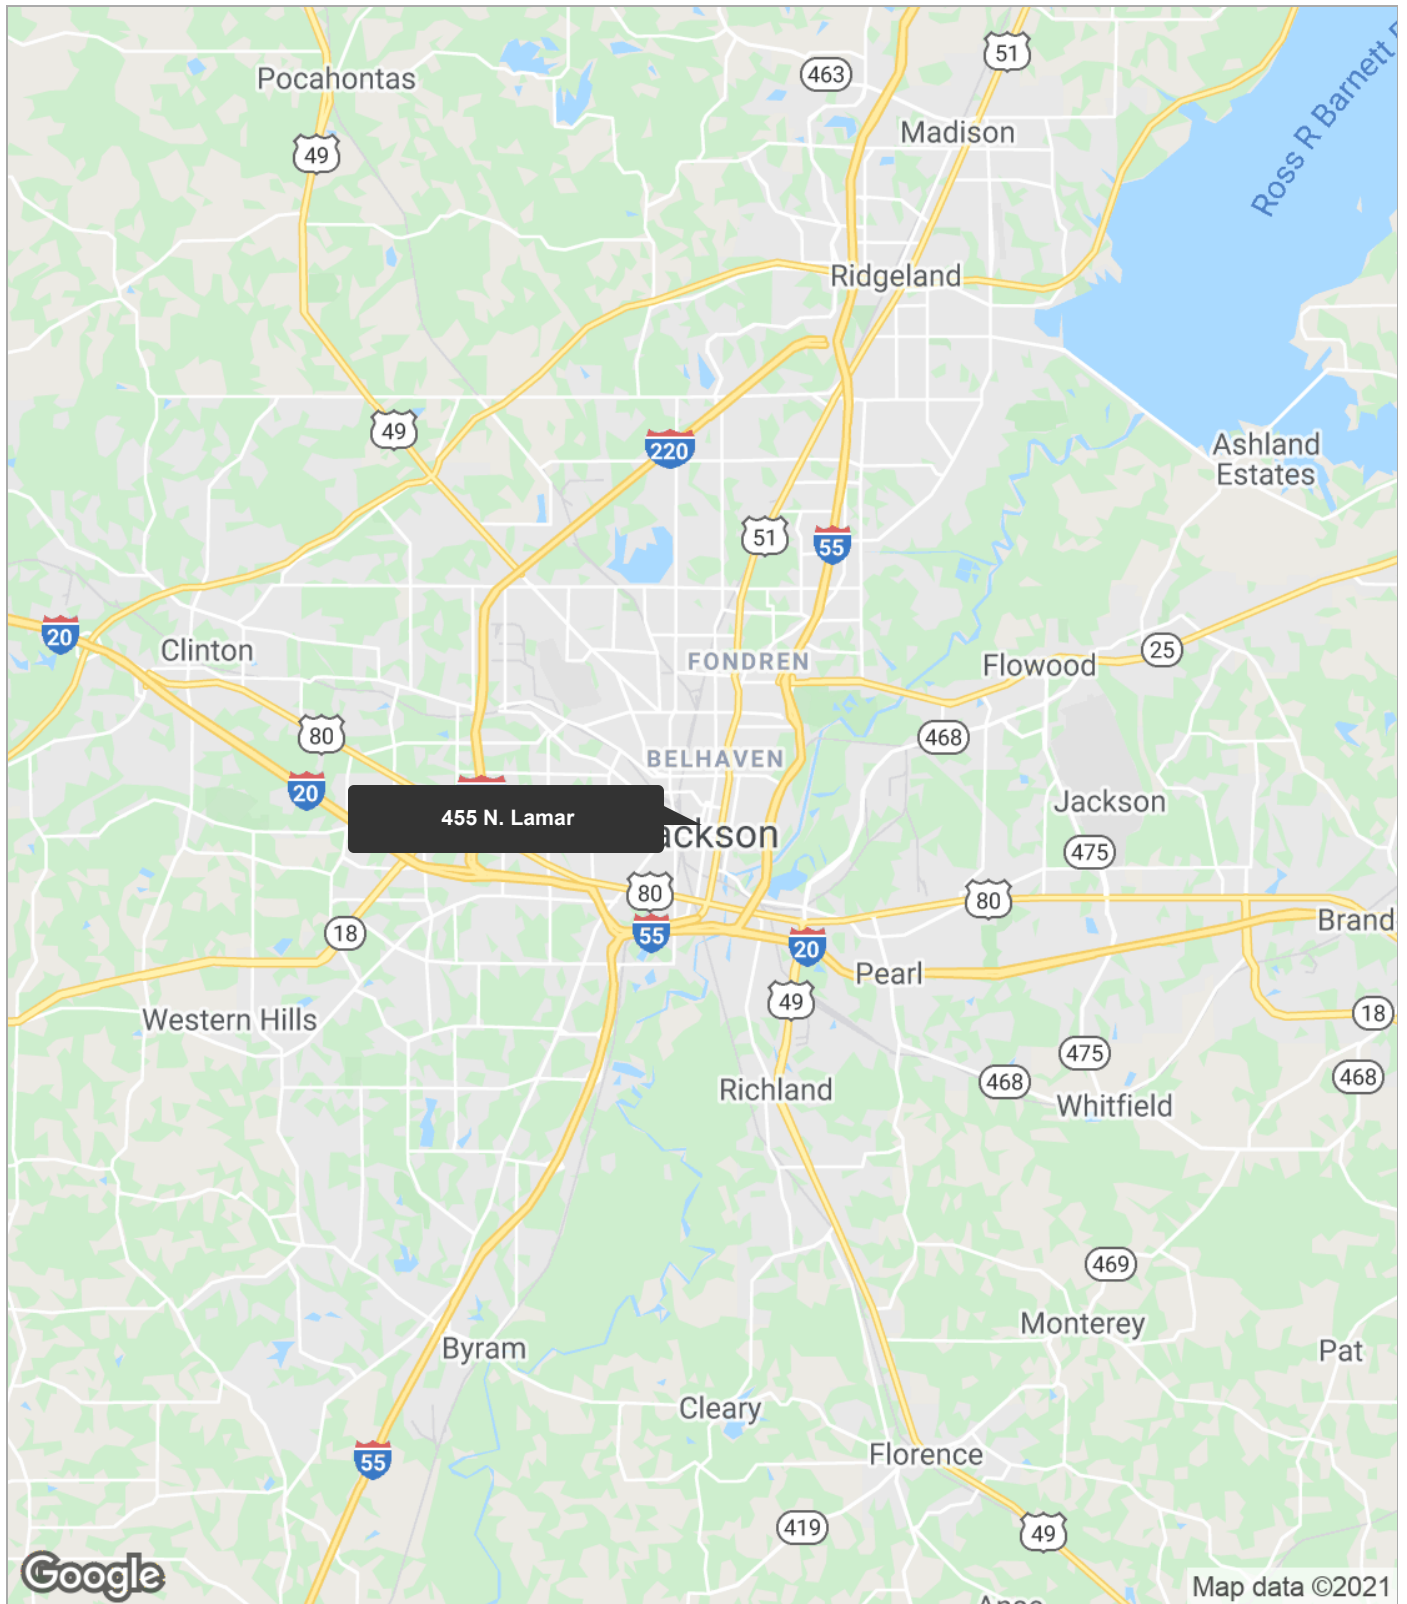 51
463
Pocahontas
Madison
49
Ross R Barnett
Ridgeland
49
220
Ashland
Estates
51
55
20
Clinton
FONDREN
Flowood
25
80
468
BELHAVEN
20
Jackson
455 N. Lamar
ackson
475
80
80
18
55
20
Brand
Pearl
49
18
Western Hills
475
468
468
Richland
Whitfield
469
Monterey
Byram
Pat
Cleary
Florence
55
419
49
Google
Map data ©2021